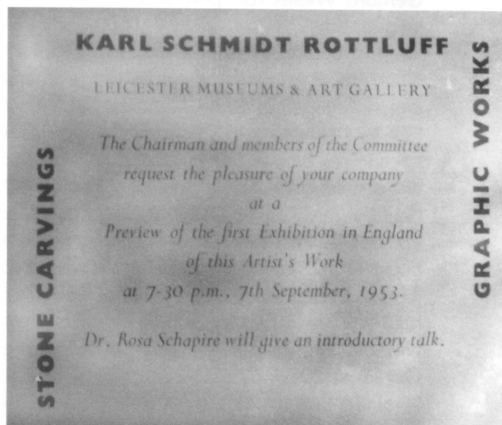 KARL SCHMIDT ROTTLUFF
LEICESTER MUSEUMS & ART GALLERY
The Chairman and members of the Committee
request the pleasure of your company
at a
Preview of the first Exhibition in England
of this Artist's Work
at 7-30 p.m., 7th September, 1953.
Dr. Rosa Schapire will give an introductory talk.
STONE CARVINGS
GRAPHIC WORKS